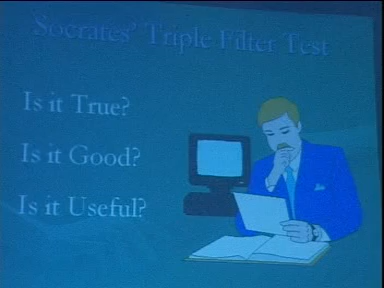 Socrates' Triple Filter Test
Is it True?
Is it Good?
Is it Useful?